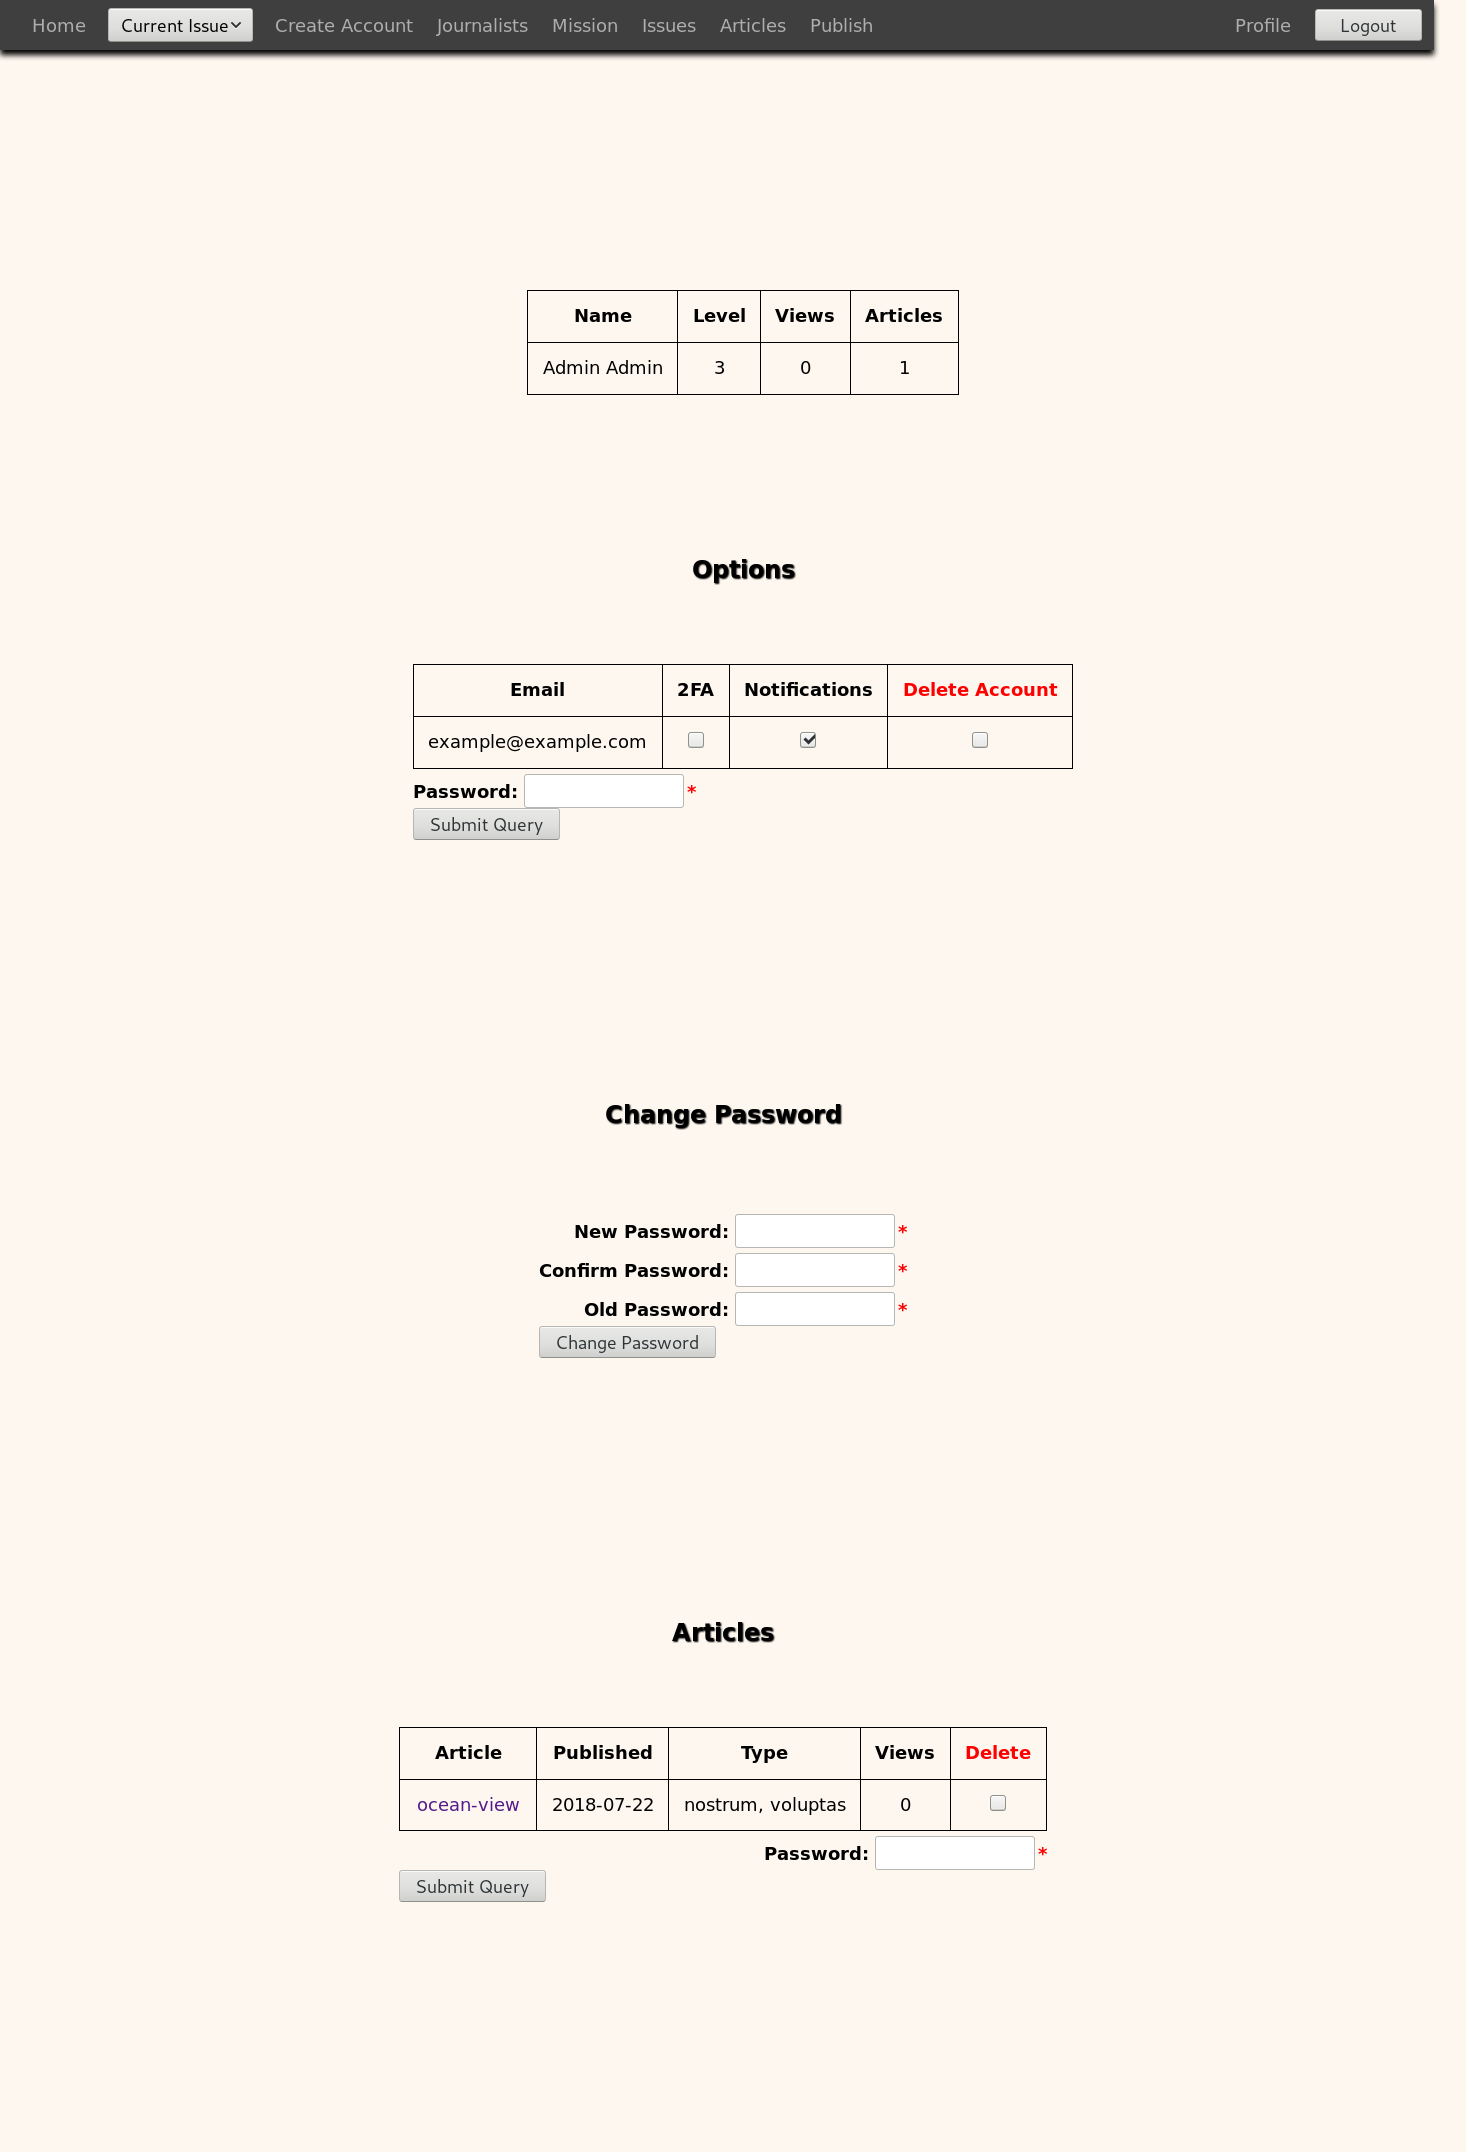 Home Current Issue Create Account Journalists Mission Issues Articles Publish Profile Logout
Name Level Views Articles
Admin Admin 3 0 1
Options
Email 2FA Notifications Delete Account
example@example.com
Password: *
Submit Query
Change Password
New Password: *
Confirm Password: *
Old Password: *
Change Password
Articles
Article Published Type Views Delete
ocean-view 2018-07-22 nostrum, voluptas 0
Password: *
Submit Query